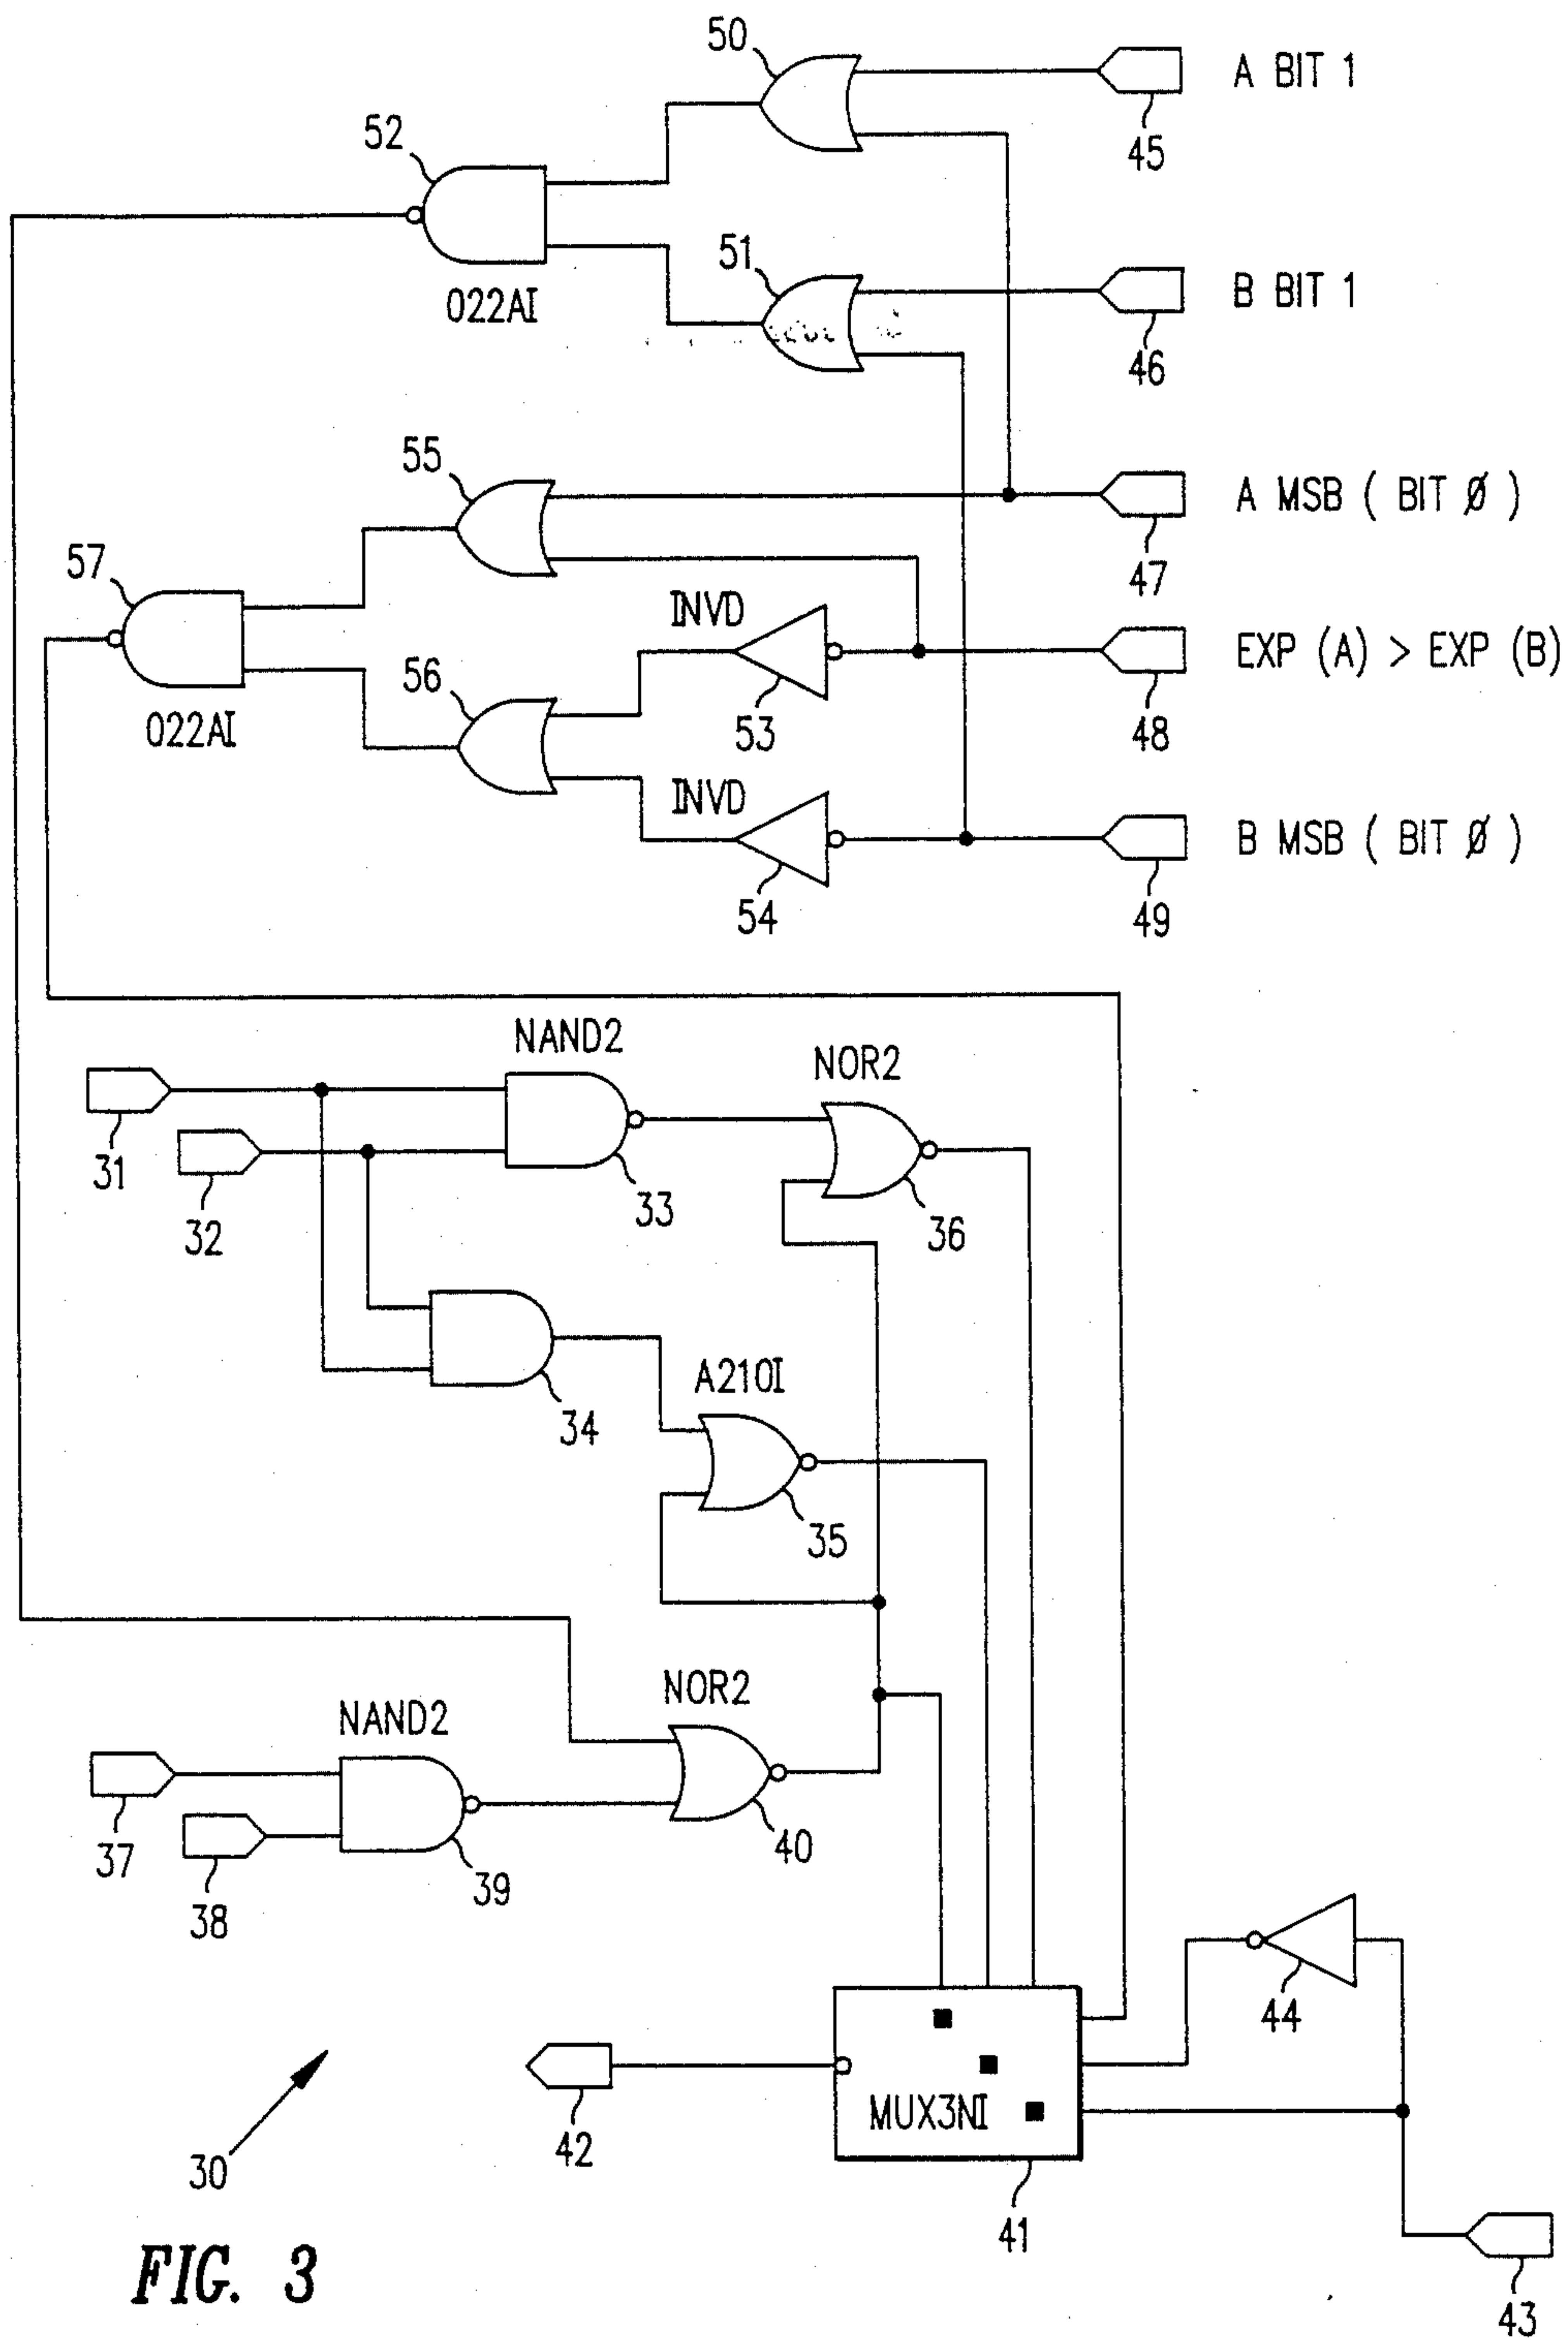 50
A BIT 1
45
52
51
B BIT 1
46
022AI
55
A MSB ( BIT Ø )
47
57
INVD
EXP (A) > EXP (B)
56
53
48
022AI
INVD
B MSB ( BIT Ø )
54
49
NAND2
NOR2
31
32
33
36
A210I
34
35
NOR2
NAND2
37
40
38
39
44
MUX3NI
42
30
41
FIG. 3
43